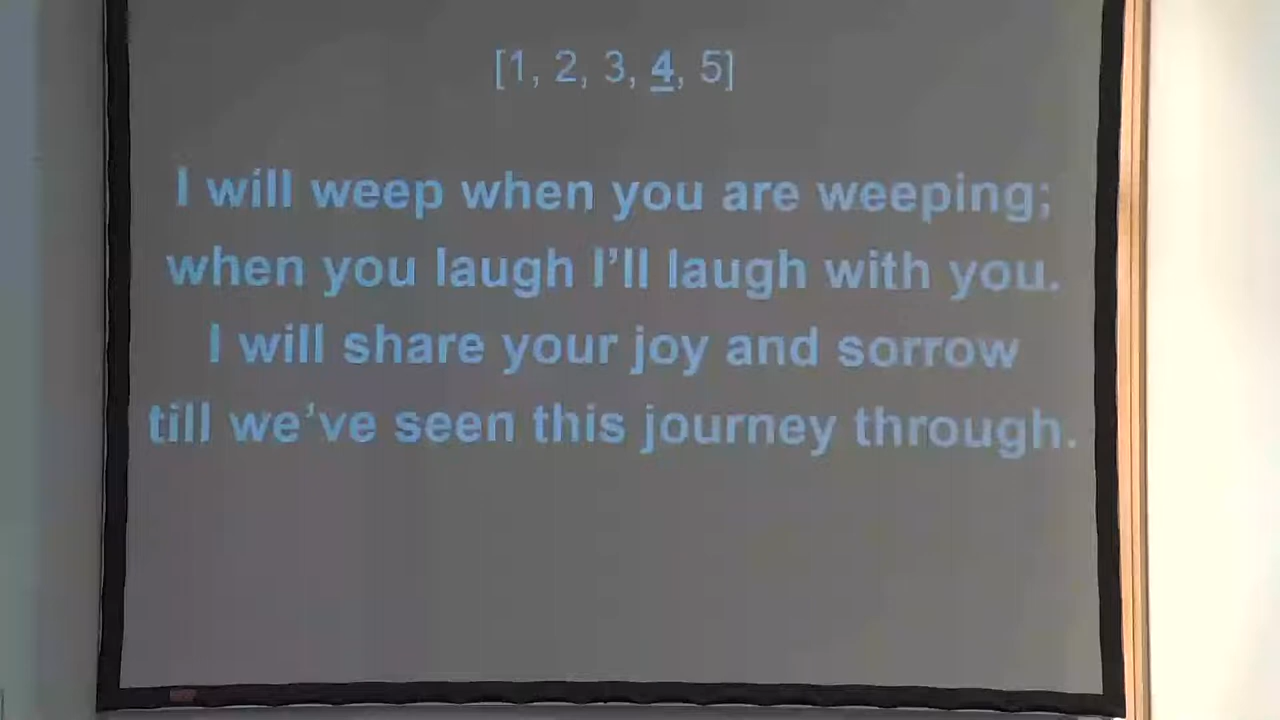 [1, 2, 3, 4, 5]
I will weep when you are weeping;
when you laugh I’ll laugh with you.
I will share your joy and sorrow
till we’ve seen this journey through.